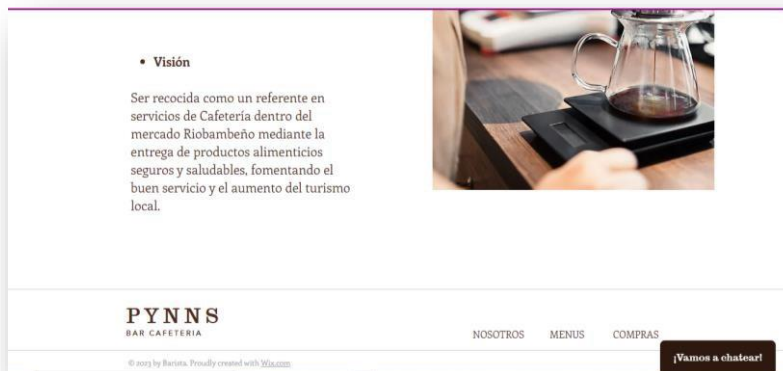 • Visión
Ser recocida como un referente en
servicios de Cafetería dentro del
mercado Riobambeño mediante la
entrega de productos alimenticios
seguros y saludables, fomentando el
buen servicio y el aumento del turismo
local.
PYNNS
BAR CAFETERIA
NOSOTROS MENUS COMPRAS
¡Vamos a chatear!
© 2023 by Barista. Proudly created with Wix.com